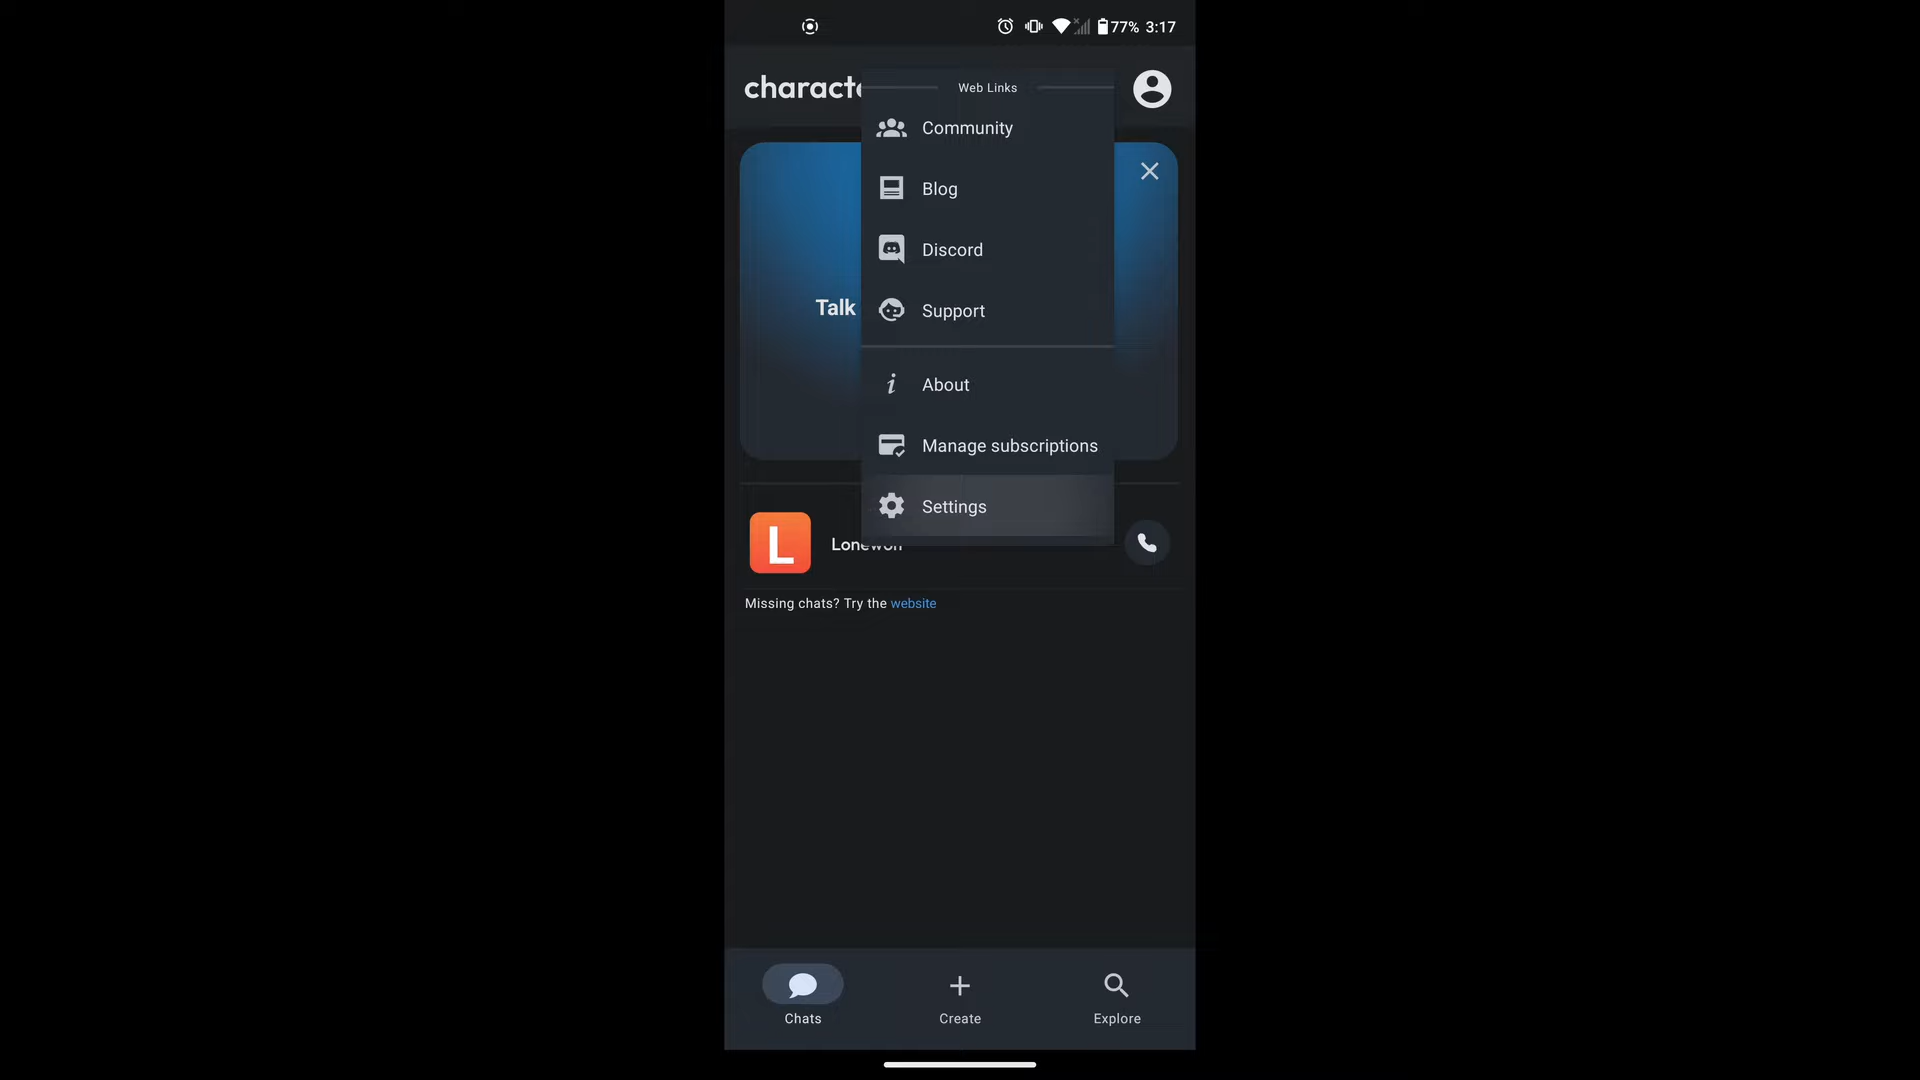 77% 3:17
characte
Web Links
Community
Blog
Discord
Support
Talk
About
Manage subscriptions
Settings
L
Missing chats? Try the website
Chats
Create
Explore